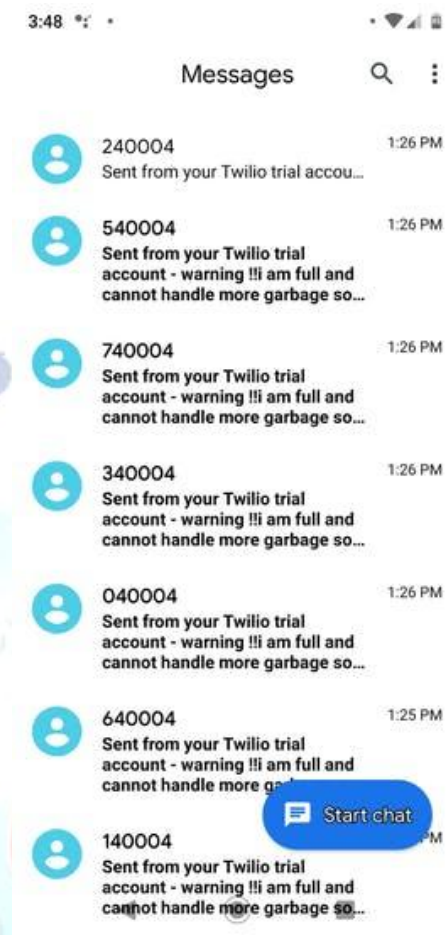 3:48
Messages
240004 1:26 PM
Sent from your Twilio trial accou...
540004 1:26 PM
Sent from your Twilio trial
account - warning !!i am full and
cannot handle more garbage so...
740004 1:26 PM
Sent from your Twilio trial
account - warning !!i am full and
cannot handle more garbage so...
340004 1:26 PM
Sent from your Twilio trial
account - warning !!i am full and
cannot handle more garbage so...
040004 1:26 PM
Sent from your Twilio trial
account - warning !!i am full and
cannot handle more garbage so...
640004 1:25 PM
Sent from your Twilio trial
account - warning !!i am full and
cannot handle more
Start chat
140004 PM
Sent from your Twilio trial
account - warning !!i am full and
cannot handle more garbage so...